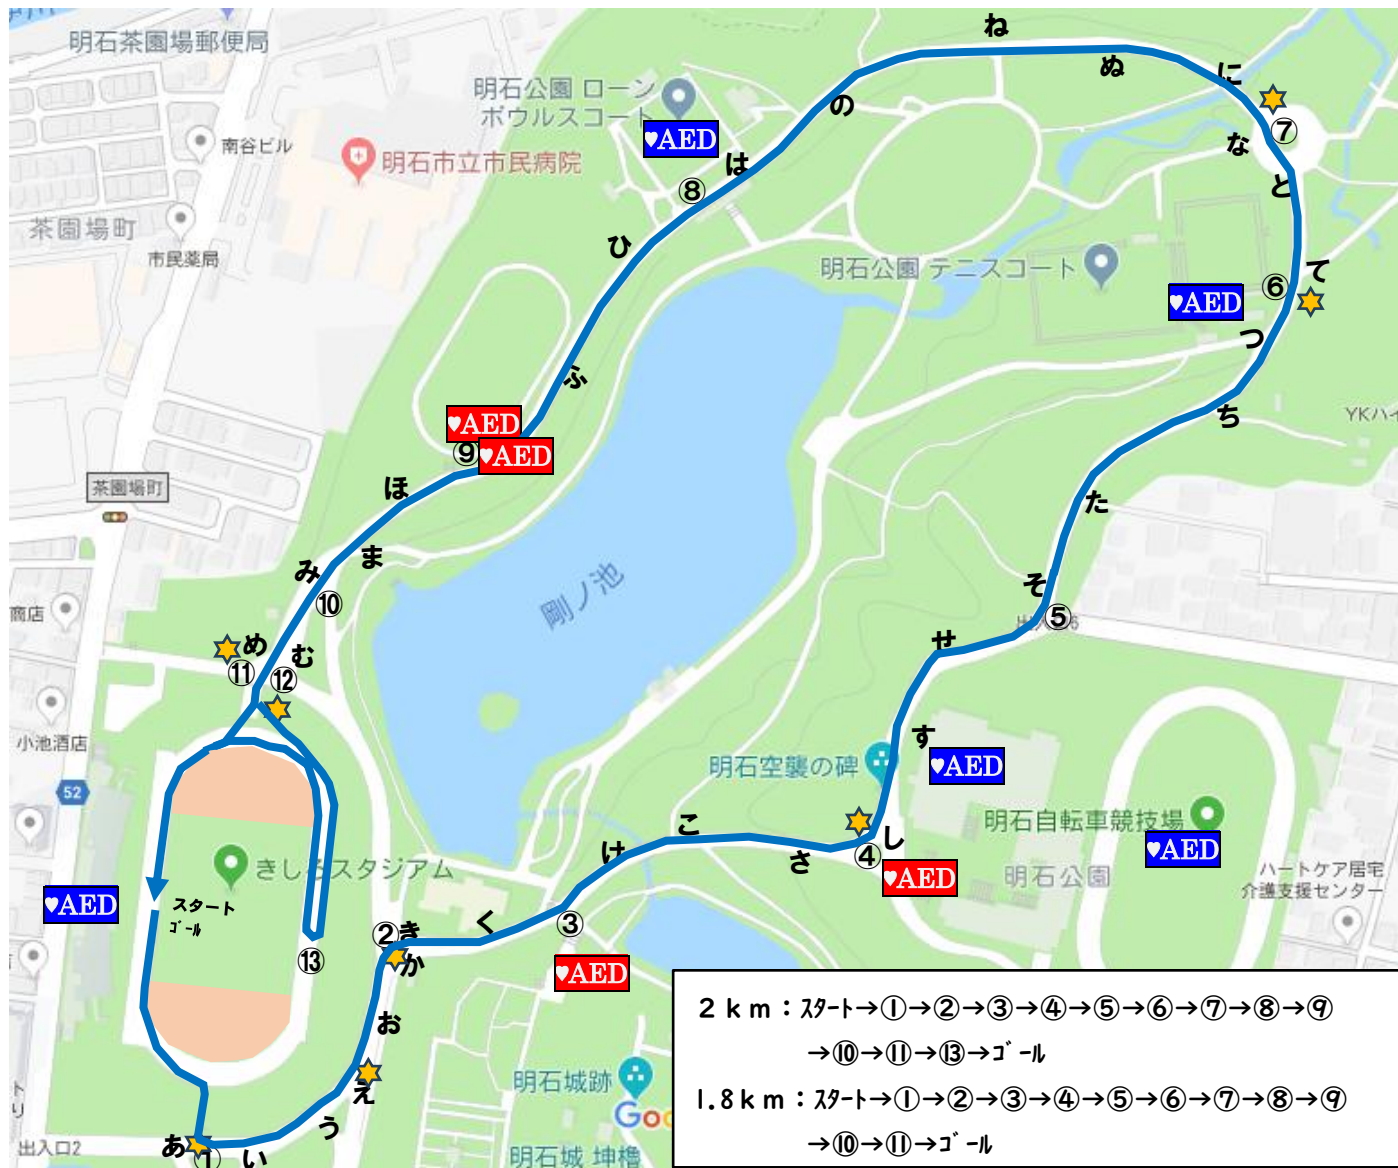 明石茶園場郵便局
ね
ぬ
に
明石公園 ローン
ボウルスコート
の
⑦
南谷ビル
♥AED
な
明石市立市民病院
は
⑧
と
茶園場町
ひ
市民薬局
明石公園 テニスコート
て
⑥
♥AED
つ
ふ
ち
YKハイ
♥AED
⑨
♥AED
茶園場町
ほ
た
ま
み
剛ノ池
そ
⑩
商店
⑤
め
む
せ
⑪
⑫
小池酒店
す
明石空襲の碑
♥AED
52
こ
し
明石自転車競技場
け
さ
④
♥AED
きしろスタジアム
♥AED
明石公園
ハートケア居宅
介護支援センター
♥AED
スタート
ゴール
く
③
②
き
か
⑬
♥AED
お
え
明石城跡
Goo
う
あ
①
い
出入口2
明石城 坤櫓
2km：スタート→①→②→③→④→⑤→⑥→⑦→⑧→⑨
→⑩→⑪→⑬→ゴール
1.8km：スタート→①→②→③→④→⑤→⑥→⑦→⑧→⑨
→⑩→⑪→ゴール